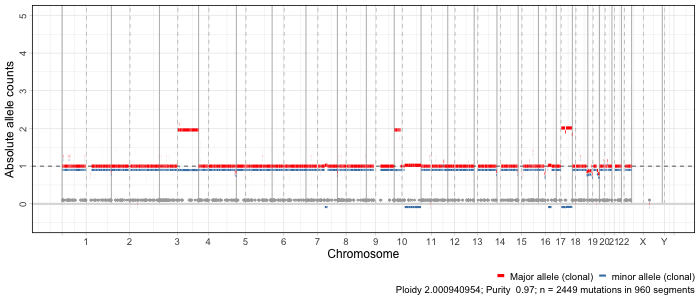 Absolute allele counts
5
4
3
2
1
0
1 2 3 4 5 6 7 8 9 10 11 12 13 14 15 16 17 18 19 20 21 22 X Y
Chromosome
Major allele (clonal) minor allele (clonal)
Ploidy 2.000940954; Purity 0.97; n = 2449 mutations in 960 segments